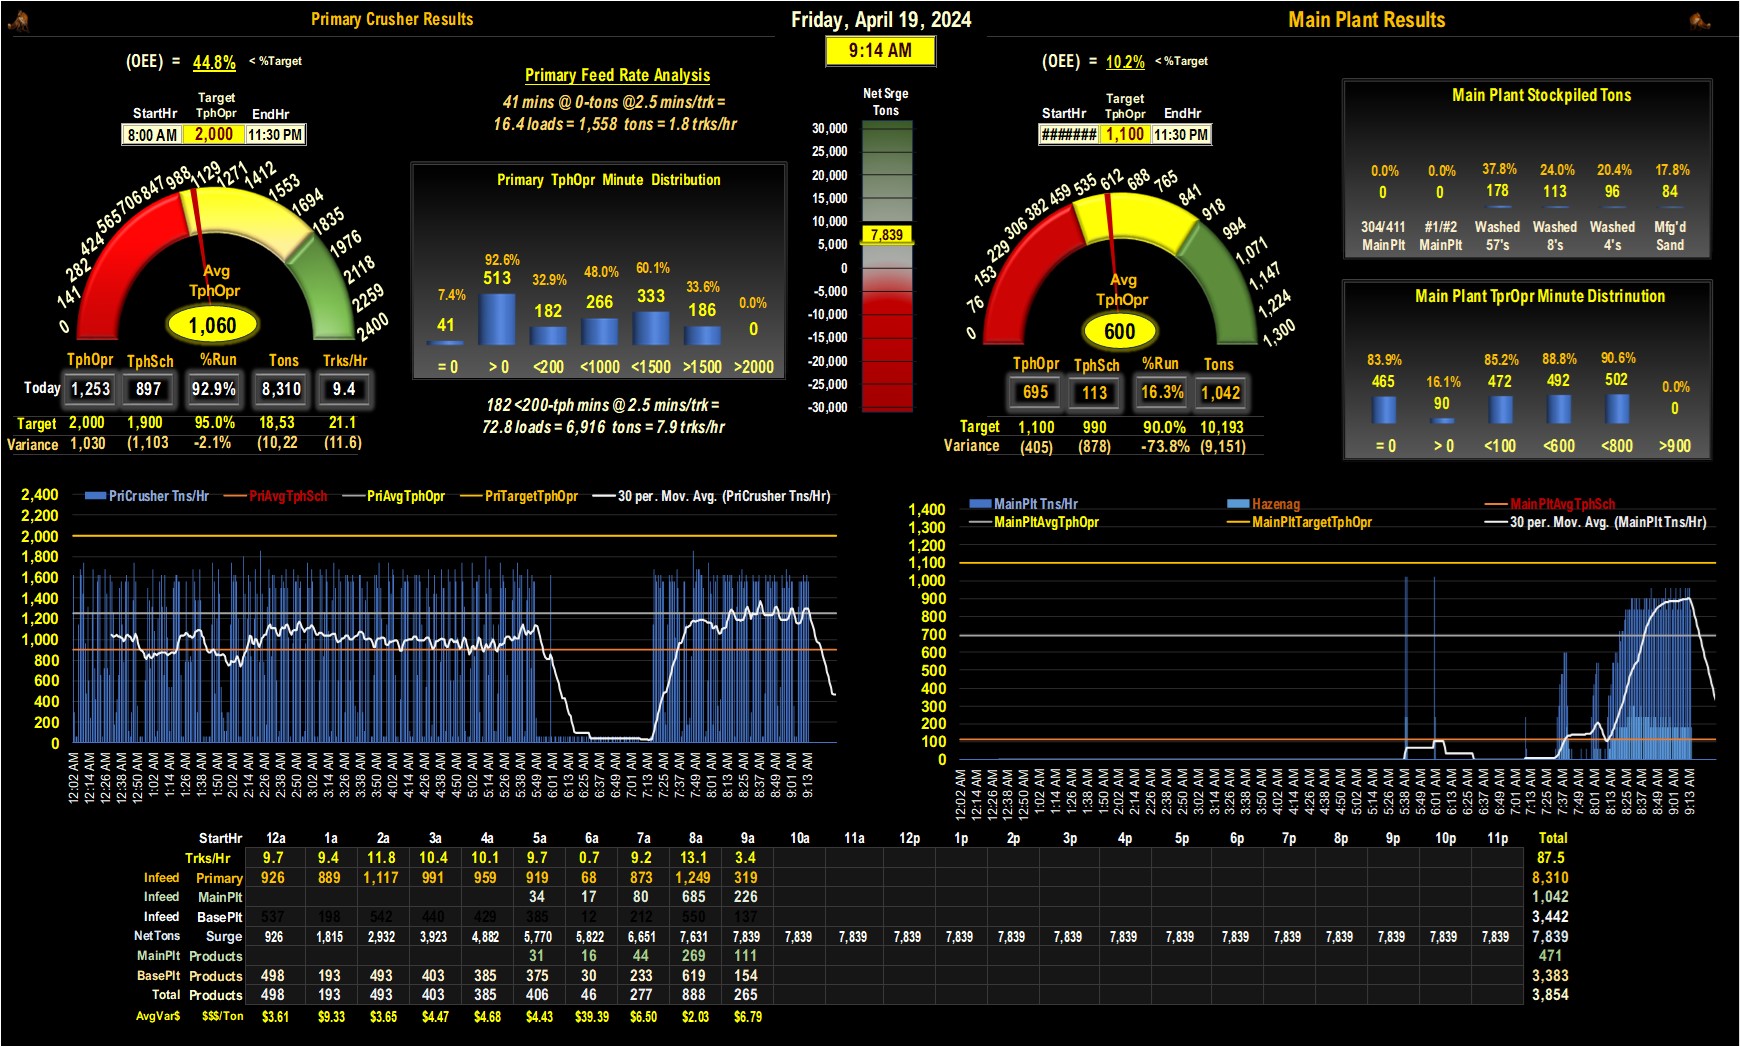 Primary Crusher Results
Friday, April 19, 2024
Main Plant Results
9:14 AM
(OEE) = 44.8% < %Target
Target
StartHr TphOpr EndHr
8:00 AM 2,000 11:30 PM
0 141 282 424 565 706 847 988 1129 1271 1412 1553 1694 1835 1976 2118 2259 2400
Avg
TphOpr
1,060
TphOpr TphSch %Run Tons Trks/Hr
Today 1,253 897 92.9% 8,310 9.4
Target 2,000 1,900 95.0% 18,53 21.1
Variance 1,030 (1,103 -2.1% (10,22 (11.6)
Primary Feed Rate Analysis
41 mins @ 0-tons @2.5 mins/trk =
16.4 loads = 1,558 tons = 1.8 trks/hr
Primary TphOpr Minute Distribution
7.4% 92.6% 32.9% 48.0% 60.1% 33.6% 0.0%
41 513 182 266 333 186 0
= 0 > 0 <200 <1000 <1500 >1500 >2000
182 <200-tph mins @ 2.5 mins/trk =
72.8 loads = 6,916 tons = 7.9 trks/hr
Net Srge
Tons
30,000
25,000
20,000
15,000
10,000
7,839
5,000
0
-5,000
-10,000
-15,000
-20,000
-25,000
-30,000
(OEE) = 10.2% < %Target
Target
StartHr TphOpr EndHr
####### 1,100 11:30 PM
0 76 153 229 306 382 459 535 612 688 765 841 918 994 1,071 1,147 1,224 1,300
Avg
TphOpr
600
TphOpr TphSch %Run Tons
695 113 16.3% 1,042
Target 1,100 990 90.0% 10,193
Variance (405) (878) -73.8% (9,151)
Main Plant Stockpiled Tons
0.0% 0.0% 37.8% 24.0% 20.4% 17.8%
0 0 178 113 96 84
304/411 #1/#2 Washed Washed Washed Mfg'd
MainPlt MainPlt 57's 8's 4's Sand
Main Plant TprOpr Minute Distrinution
83.9% 16.1% 85.2% 88.8% 90.6% 0.0%
465 90 472 492 502 0
= 0 > 0 <100 <600 <800 >900
PriCrusher Tns/Hr PriAvgTphSch PriAvgTphOpr PriTargetTphOpr 30 per. Mov. Avg. (PriCrusher Tns/Hr)
2,400
2,200
2,000
1,800
1,600
1,400
1,200
1,000
800
600
400
200
0
12:02 AM 12:14 AM 12:26 AM 12:38 AM 12:50 AM 1:02 AM 1:14 AM 1:26 AM 1:38 AM 1:50 AM 2:02 AM 2:14 AM 2:26 AM 2:38 AM 2:50 AM 3:02 AM 3:14 AM 3:26 AM 3:38 AM 3:50 AM 4:02 AM 4:14 AM 4:26 AM 4:38 AM 4:50 AM 5:02 AM 5:14 AM 5:26 AM 5:38 AM 5:49 AM 6:01 AM 6:13 AM 6:25 AM 6:37 AM 6:49 AM 7:01 AM 7:13 AM 7:25 AM 7:37 AM 7:49 AM 8:01 AM 8:13 AM 8:25 AM 8:37 AM 8:49 AM 9:01 AM 9:13 AM
MainPlt Tns/Hr Hazenag MainPltAvgTphSch
MainPltAvgTphOpr MainPltTargetTphOpr 30 per. Mov. Avg. (MainPlt Tns/Hr)
1,400
1,300
1,200
1,100
1,000
900
800
700
600
500
400
300
200
100
0
12:02 AM 12:14 AM 12:26 AM 12:38 AM 12:50 AM 1:02 AM 1:14 AM 1:26 AM 1:38 AM 1:50 AM 2:02 AM 2:14 AM 2:26 AM 2:38 AM 2:50 AM 3:02 AM 3:14 AM 3:26 AM 3:38 AM 3:50 AM 4:02 AM 4:14 AM 4:26 AM 4:38 AM 4:50 AM 5:02 AM 5:14 AM 5:26 AM 5:38 AM 5:49 AM 6:01 AM 6:13 AM 6:25 AM 6:37 AM 6:49 AM 7:01 AM 7:13 AM 7:25 AM 7:37 AM 7:49 AM 8:01 AM 8:13 AM 8:25 AM 8:37 AM 8:49 AM 9:01 AM 9:13 AM
StartHr 12a 1a 2a 3a 4a 5a 6a 7a 8a 9a 10a 11a 12p 1p 2p 3p 4p 5p 6p 7p 8p 9p 10p 11p Total
Trks/Hr 9.7 9.4 11.8 10.4 10.1 9.7 0.7 9.2 13.1 3.4 87.5
Infeed Primary 926 889 1,117 991 959 919 68 873 1,249 319 8,310
Infeed MainPlt 34 17 80 685 226 1,042
Infeed BasePlt 537 198 542 440 429 385 12 212 550 137 3,442
NetTons Surge 926 1,815 2,932 3,923 4,882 5,770 5,822 6,651 7,631 7,839 7,839 7,839 7,839 7,839 7,839 7,839 7,839 7,839 7,839 7,839 7,839 7,839 7,839 7,839 7,839
MainPlt Products 31 16 44 269 111 471
BasePlt Products 498 193 493 403 385 375 30 233 619 154 3,383
Total Products 498 193 493 403 385 406 46 277 888 265 3,854
AvgVar$ $$$/Ton $3.61 $9.33 $3.65 $4.47 $4.68 $4.43 $39.39 $6.50 $2.03 $6.79